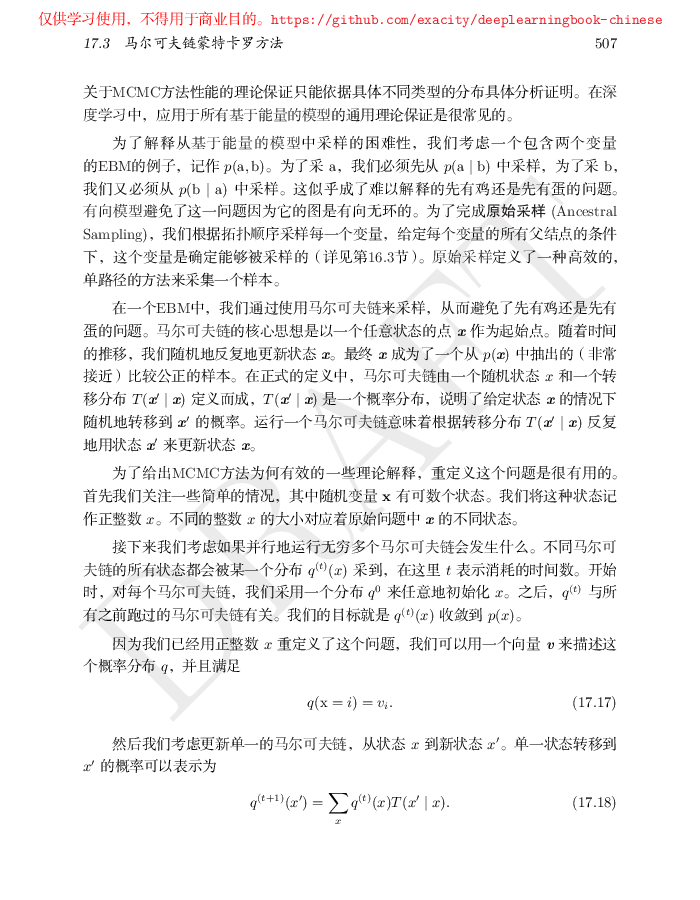 仅供学习使用，不得用于商业目的。https://github.com/exacity/deeplearningbook-chinese
17.3 马尔可夫链蒙特卡罗方法 507
关于MCMC方法性能的理论保证只能依据具体不同类型的分布具体分析证明。在深
度学习中，应用于所有基于能量的模型的通用理论保证是很常见的。
为了解释从基于能量的模型中采样的困难性，我们考虑一个包含两个变量
的EBM的例子，记作 p(a, b)。为了采 a，我们必须先从 p(a | b) 中采样，为了采 b，
我们又必须从 p(b | a) 中采样。这似乎成了难以解释的先有鸡还是先有蛋的问题。
有向模型避免了这一问题因为它的图是有向无环的。为了完成原始采样 (Ancestral
Sampling)，我们根据拓扑顺序采样每一个变量，给定每个变量的所有父结点的条件
下，这个变量是确定能够被采样的（详见第16.3节）。原始采样定义了一种高效的，
单路径的方法来采集一个样本。
在一个EBM中，我们通过使用马尔可夫链来采样，从而避免了先有鸡还是先有
蛋的问题。马尔可夫链的核心思想是以一个任意状态的点 x 作为起始点。随着时间
的推移，我们随机地反复地更新状态 x。最终 x 成为了一个从 p(x) 中抽出的（非常
接近）比较公正的样本。在正式的定义中，马尔可夫链由一个随机状态 x 和一个转
移分布 T(x′ | x) 定义而成，T(x′ | x) 是一个概率分布，说明了给定状态 x 的情况下
随机地转移到 x′ 的概率。运行一个马尔可夫链意味着根据转移分布 T(x′ | x) 反复
地用状态 x′ 来更新状态 x。
为了给出MCMC方法为何有效的一些理论解释，重定义这个问题是很有用的。
首先我们关注一些简单的情况，其中随机变量 x 有可数个状态。我们将这种状态记
作正整数 x。不同的整数 x 的大小对应着原始问题中 x 的不同状态。
接下来我们考虑如果并行地运行无穷多个马尔可夫链会发生什么。不同马尔可
夫链的所有状态都会被某一个分布 q⁽ᵗ⁾(x) 采到，在这里 t 表示消耗的时间数。开始
时，对每个马尔可夫链，我们采用一个分布 q⁰ 来任意地初始化 x。之后，q⁽ᵗ⁾ 与所
有之前跑过的马尔可夫链有关。我们的目标就是 q⁽ᵗ⁾(x) 收敛到 p(x)。
因为我们已经用正整数 x 重定义了这个问题，我们可以用一个向量 v 来描述这
个概率分布 q，并且满足
q(x = i) = vᵢ. (17.17)
然后我们考虑更新单一的马尔可夫链，从状态 x 到新状态 x′。单一状态转移到
x′ 的概率可以表示为
q⁽ᵗ⁺¹⁾(x′) = ∑ₓ q⁽ᵗ⁾(x)T(x′ | x). (17.18)
DRAFT